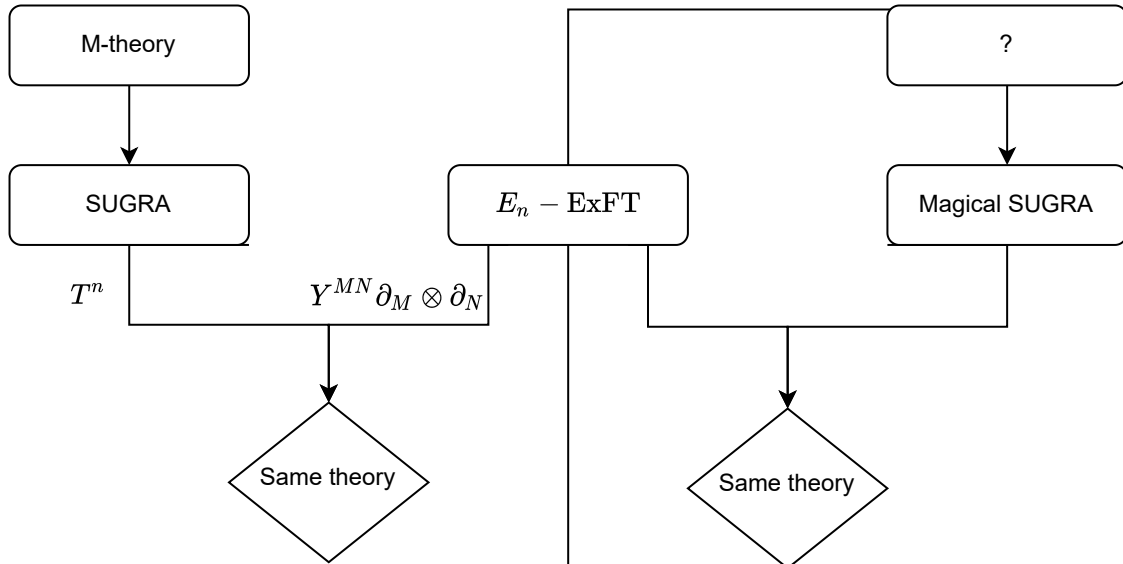 M-theory
?
SUGRA
$E_n - \mathrm{ExFT}$
Magical SUGRA
$T^n$
$Y^{MN}\partial_M \otimes \partial_N$
Same theory
Same theory